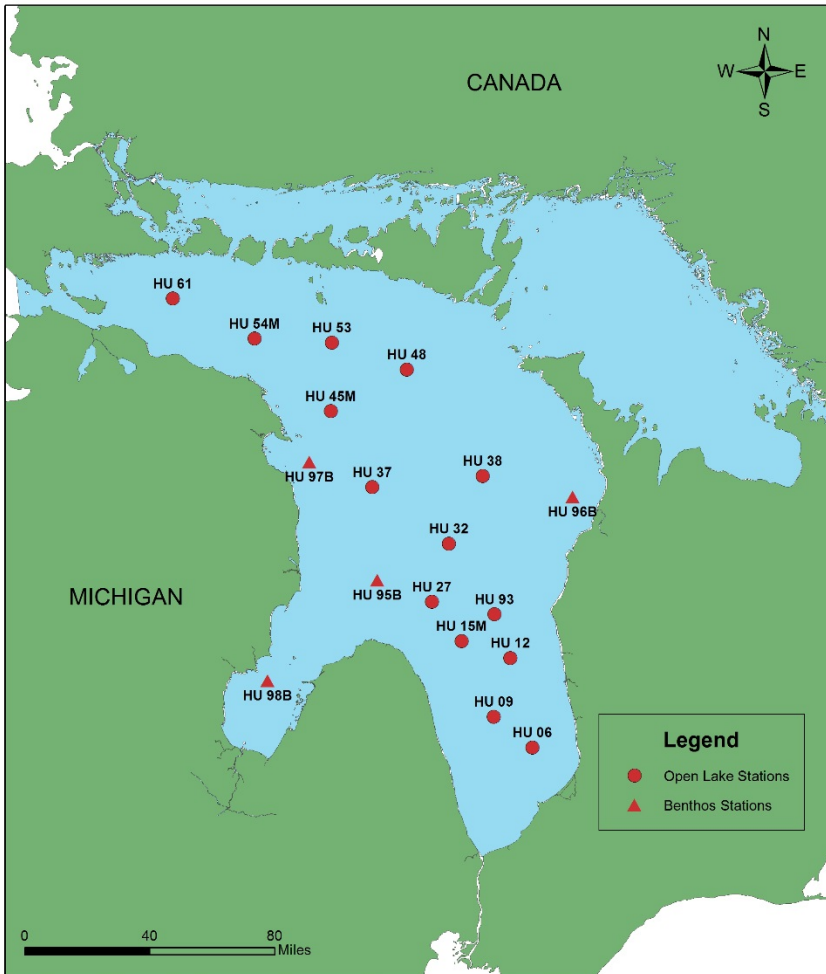 CANADA
N
W
E
S
HU 61
HU 54M
HU 53
HU 48
HU 45M
HU 97B
HU 37
HU 38
HU 96B
HU 32
MICHIGAN
HU 95B
HU 27
HU 93
HU 15M
HU 12
HU 98B
HU 09
HU 06
Legend
Open Lake Stations
Benthos Stations
0
40
80
Miles